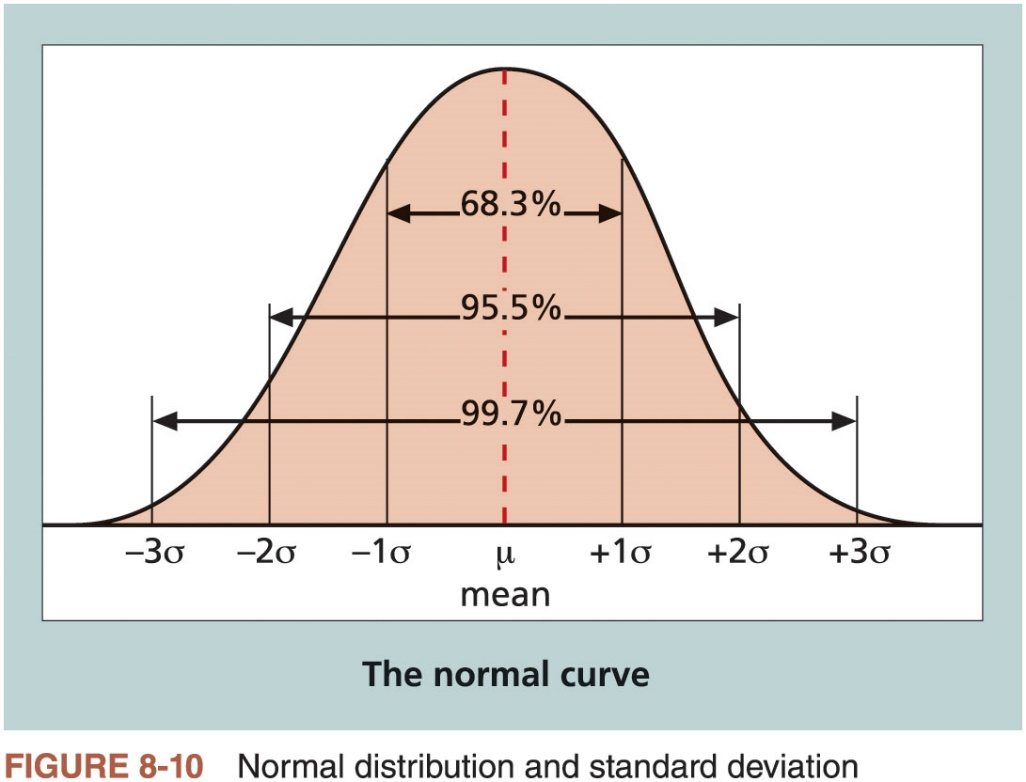 68.3%
95.5%
99.7%
−3σ −2σ −1σ μ +1σ +2σ +3σ
mean
The normal curve
FIGURE 8-10 Normal distribution and standard deviation